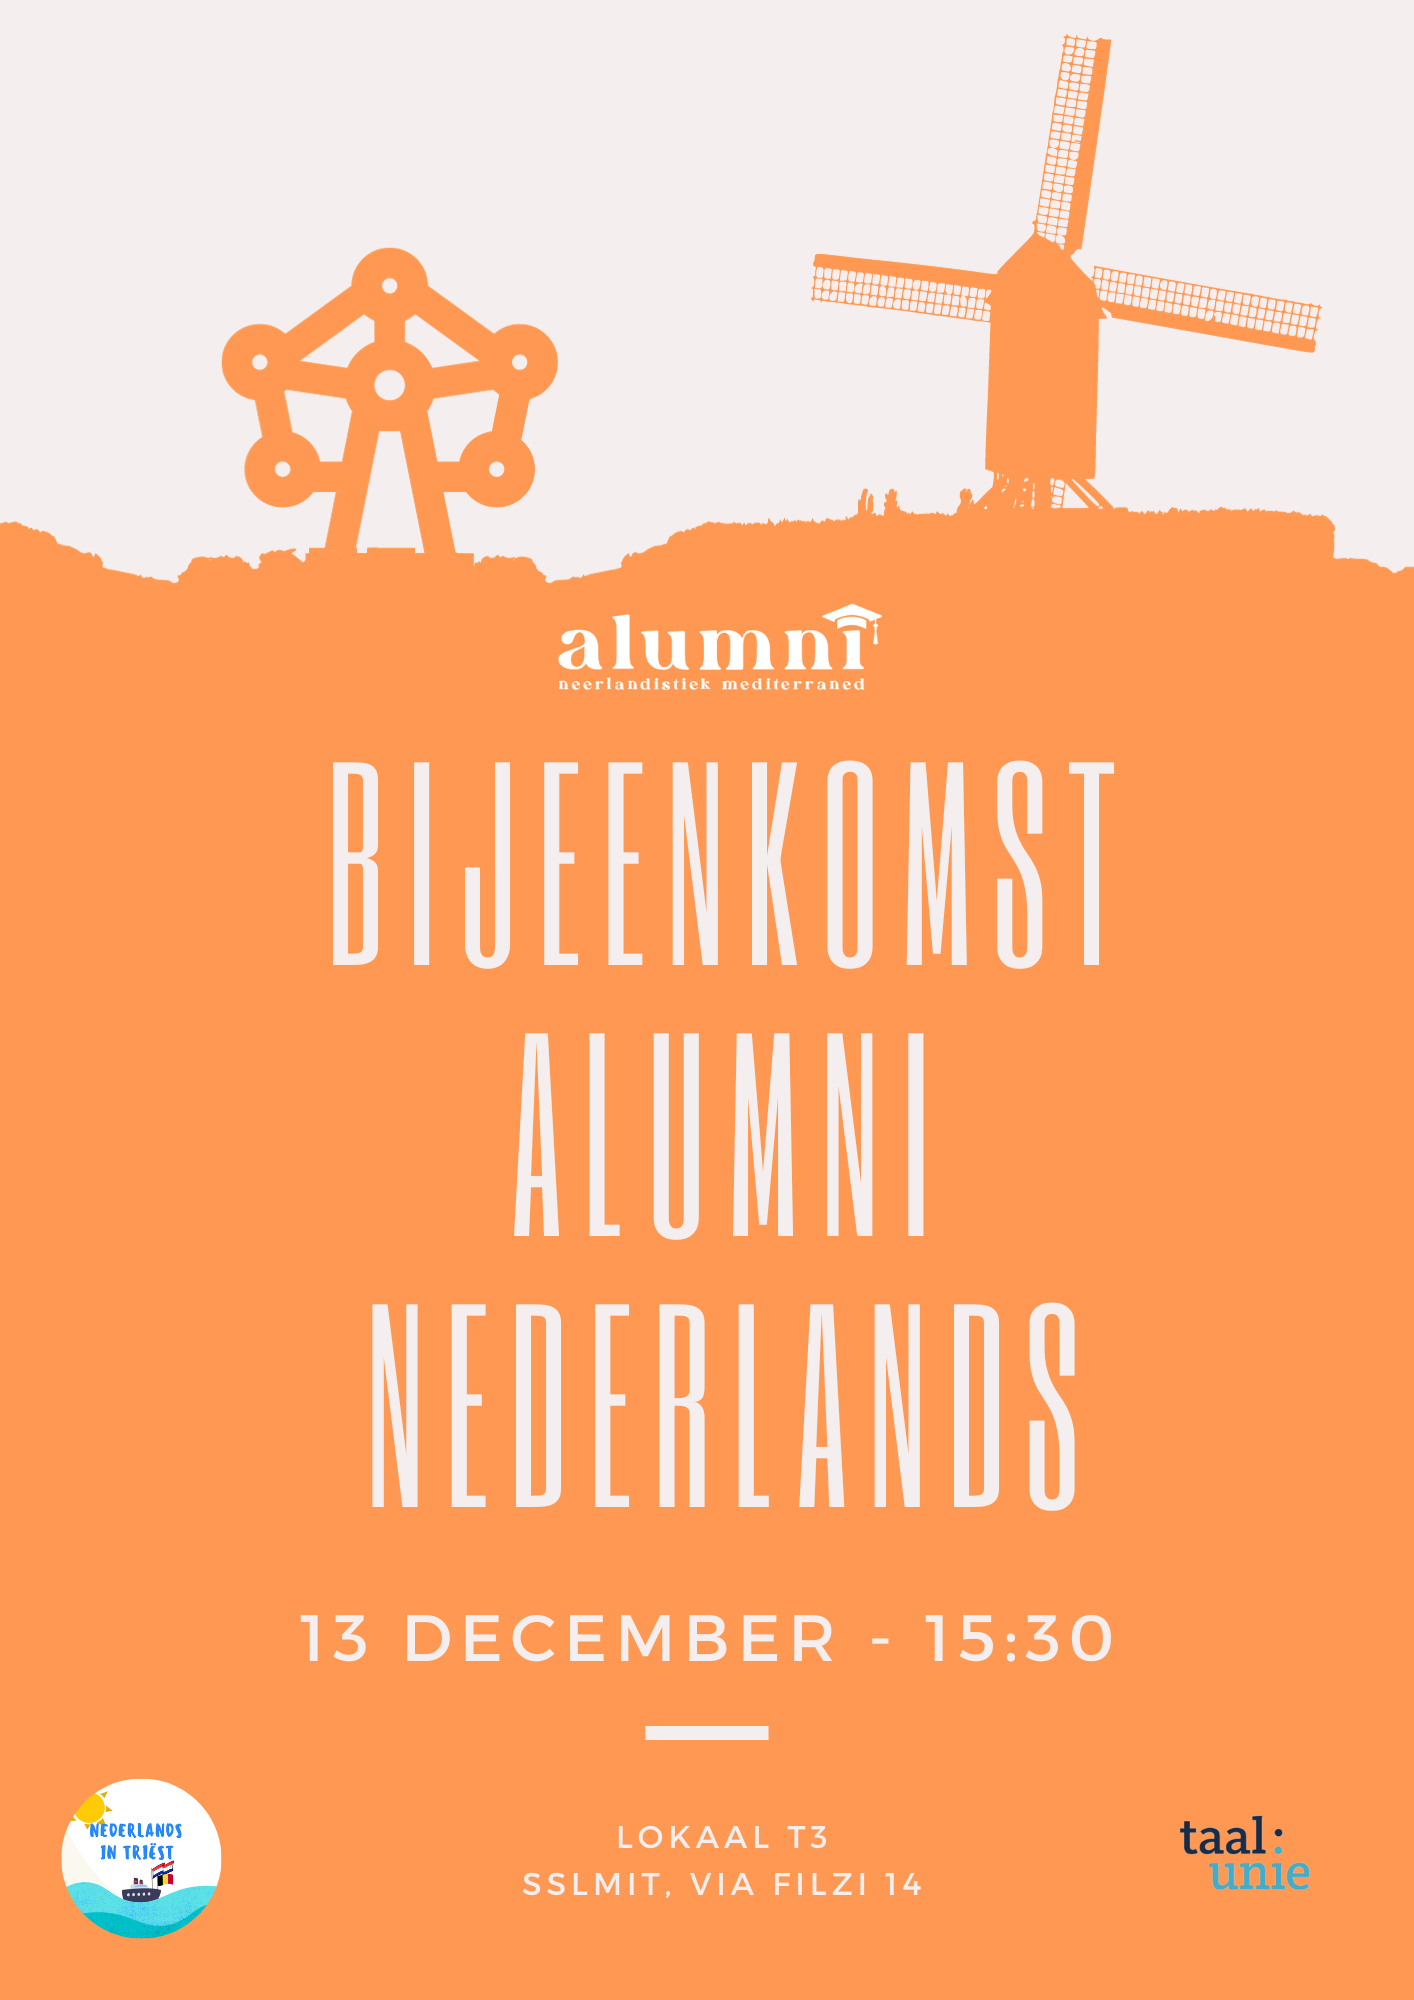 alumni
neerlandistiek mediterraned
BIJEENKOMST
ALUMNI
NEDERLANDS
13 DECEMBER - 15:30
LOKAAL T3
SSLMIT, VIA FILZI 14
NEDERLANDS
IN TRIËST
taal:
unie